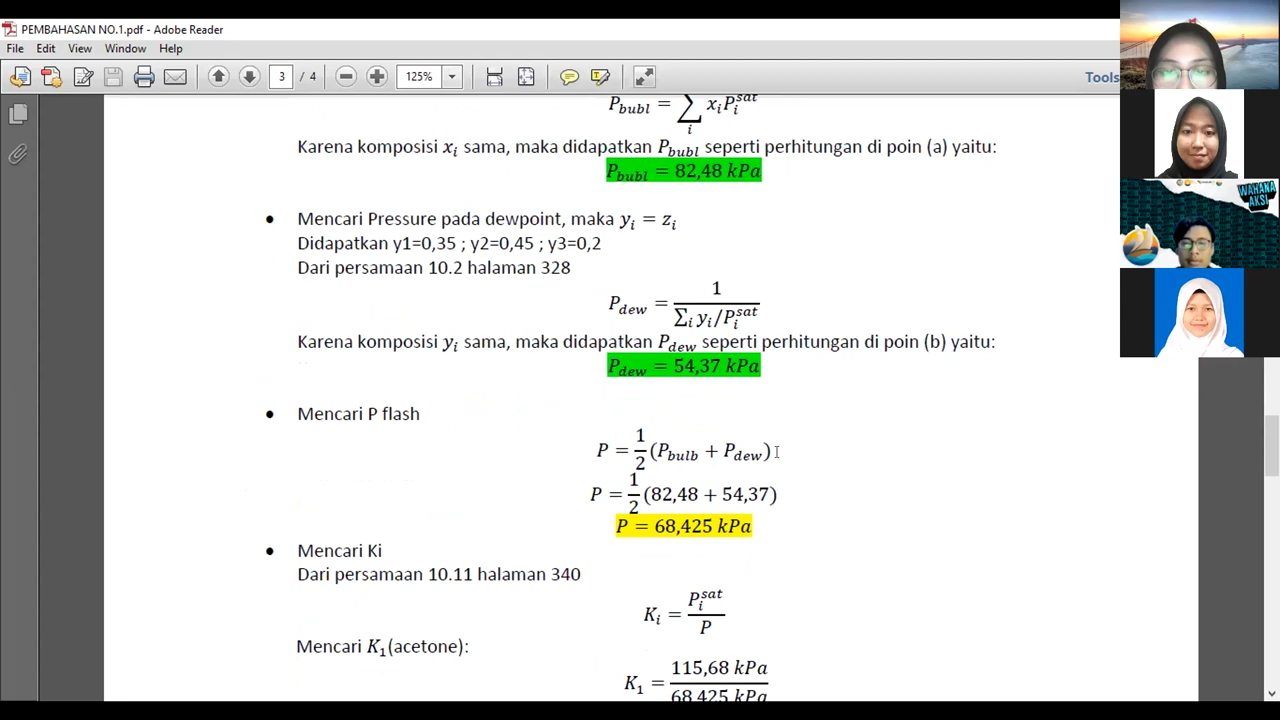 PEMBAHASAN NO.1.pdf - Adobe Reader
File Edit View Window Help
3 / 4 125% Tools
P_bubl = ∑_i x_i P_i^sat
Karena komposisi x_i sama, maka didapatkan P_bubl seperti perhitungan di poin (a) yaitu:
P_bubl = 82,48 kPa
• Mencari Pressure pada dewpoint, maka y_i = z_i
Didapatkan y1=0,35 ; y2=0,45 ; y3=0,2
Dari persamaan 10.2 halaman 328
P_dew = 1 / ∑_i y_i/P_i^sat
Karena komposisi y_i sama, maka didapatkan P_dew seperti perhitungan di poin (b) yaitu:
P_dew = 54,37 kPa
• Mencari P flash
P = 1/2 (P_bulb + P_dew)
P = 1/2 (82,48 + 54,37)
P = 68,425 kPa
• Mencari Ki
Dari persamaan 10.11 halaman 340
K_i = P_i^sat / P
Mencari K_1(acetone):
K_1 = 115,68 kPa / 68,425 kPa
WAHANA
AKSI